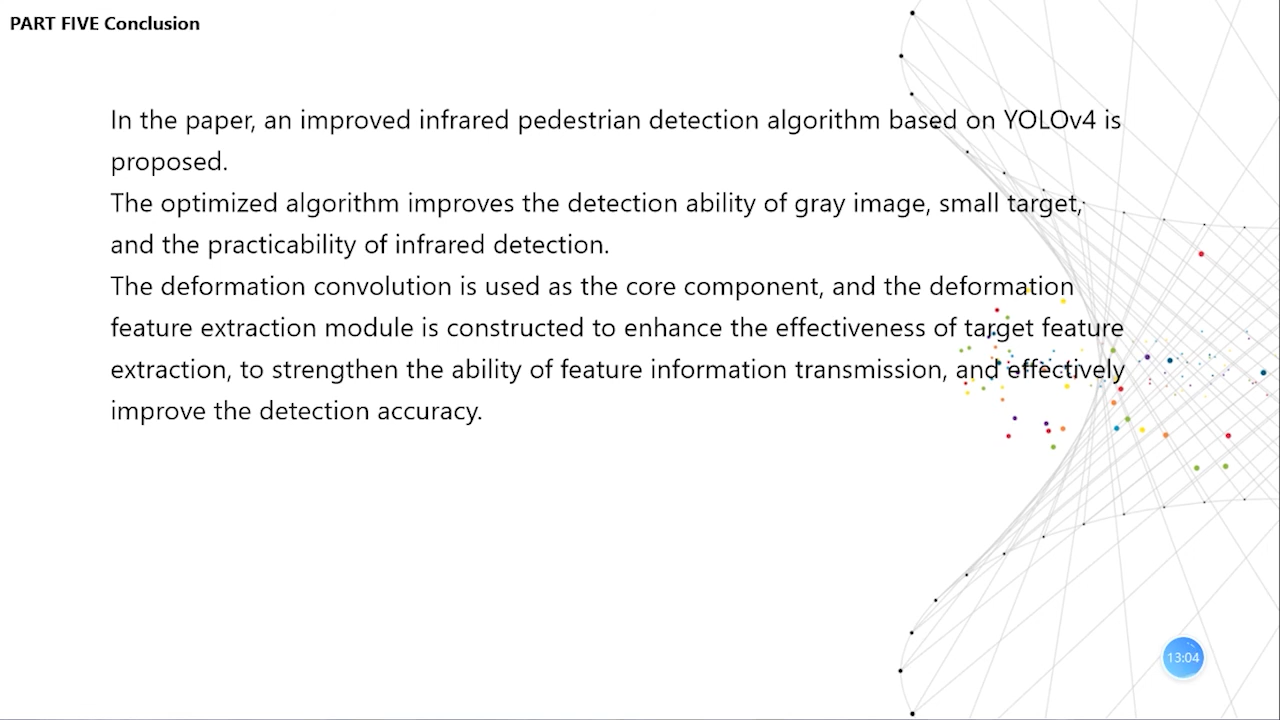 PART FIVE Conclusion
In the paper, an improved infrared pedestrian detection algorithm based on YOLOv4 is
proposed.
The optimized algorithm improves the detection ability of gray image, small target,
and the practicability of infrared detection.
The deformation convolution is used as the core component, and the deformation
feature extraction module is constructed to enhance the effectiveness of target feature
extraction, to strengthen the ability of feature information transmission, and effectively
improve the detection accuracy.
13:04